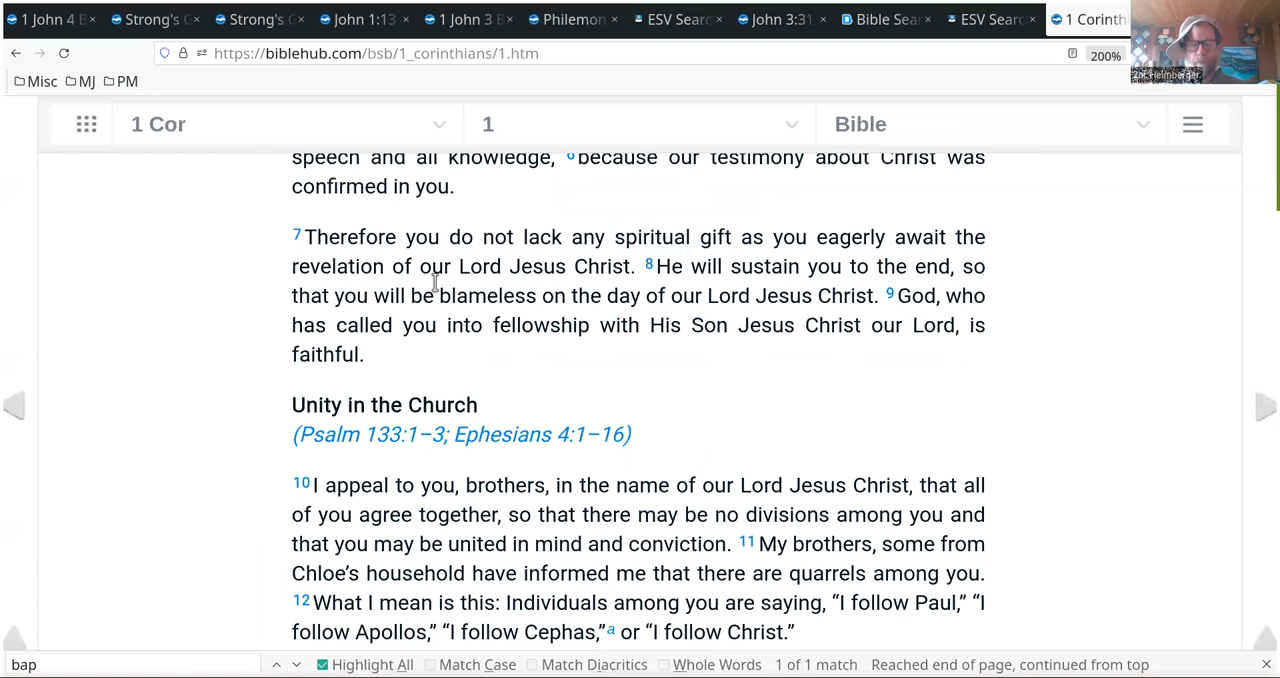 1 John 4 B
Strong's G
Strong's G
John 1:13
1 John 3 B
Philemon
ESV Searc
John 3:31
Bible Sear
ESV Searc
1 Corinth
https://biblehub.com/bsb/1_corinthians/1.htm
200%
Zac Helmberger
Misc MJ PM
1 Cor 1 Bible
speech and all knowledge, 6 because our testimony about Christ was
confirmed in you.
7 Therefore you do not lack any spiritual gift as you eagerly await the
revelation of our Lord Jesus Christ. 8 He will sustain you to the end, so
that you will be blameless on the day of our Lord Jesus Christ. 9 God, who
has called you into fellowship with His Son Jesus Christ our Lord, is
faithful.
Unity in the Church
(Psalm 133:1–3; Ephesians 4:1–16)
10 I appeal to you, brothers, in the name of our Lord Jesus Christ, that all
of you agree together, so that there may be no divisions among you and
that you may be united in mind and conviction. 11 My brothers, some from
Chloe’s household have informed me that there are quarrels among you.
12 What I mean is this: Individuals among you are saying, “I follow Paul,” “I
follow Apollos,” “I follow Cephas,”a or “I follow Christ.”
bap Highlight All Match Case Match Diacritics Whole Words 1 of 1 match Reached end of page, continued from top